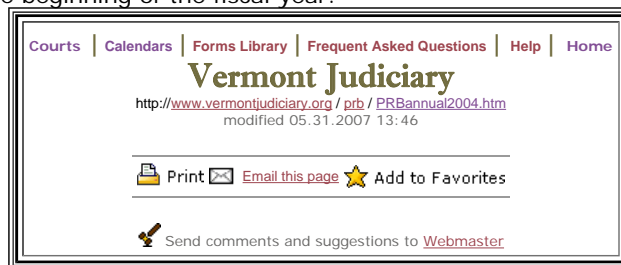 beginning of the fiscal year.
Courts | Calendars | Forms Library | Frequent Asked Questions | Help | Home
Vermont Judiciary
http://www.vermontjudiciary.org / prb / PRBannual2004.htm
modified 05.31.2007 13:46
Print Email this page Add to Favorites
Send comments and suggestions to Webmaster